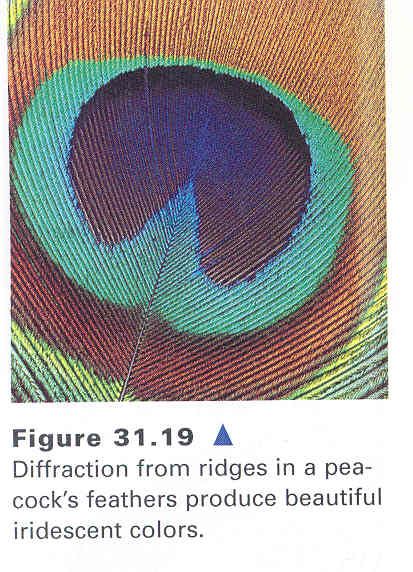 Figure 31.19
Diffraction from ridges in a pea-
cock's feathers produce beautiful
iridescent colors.